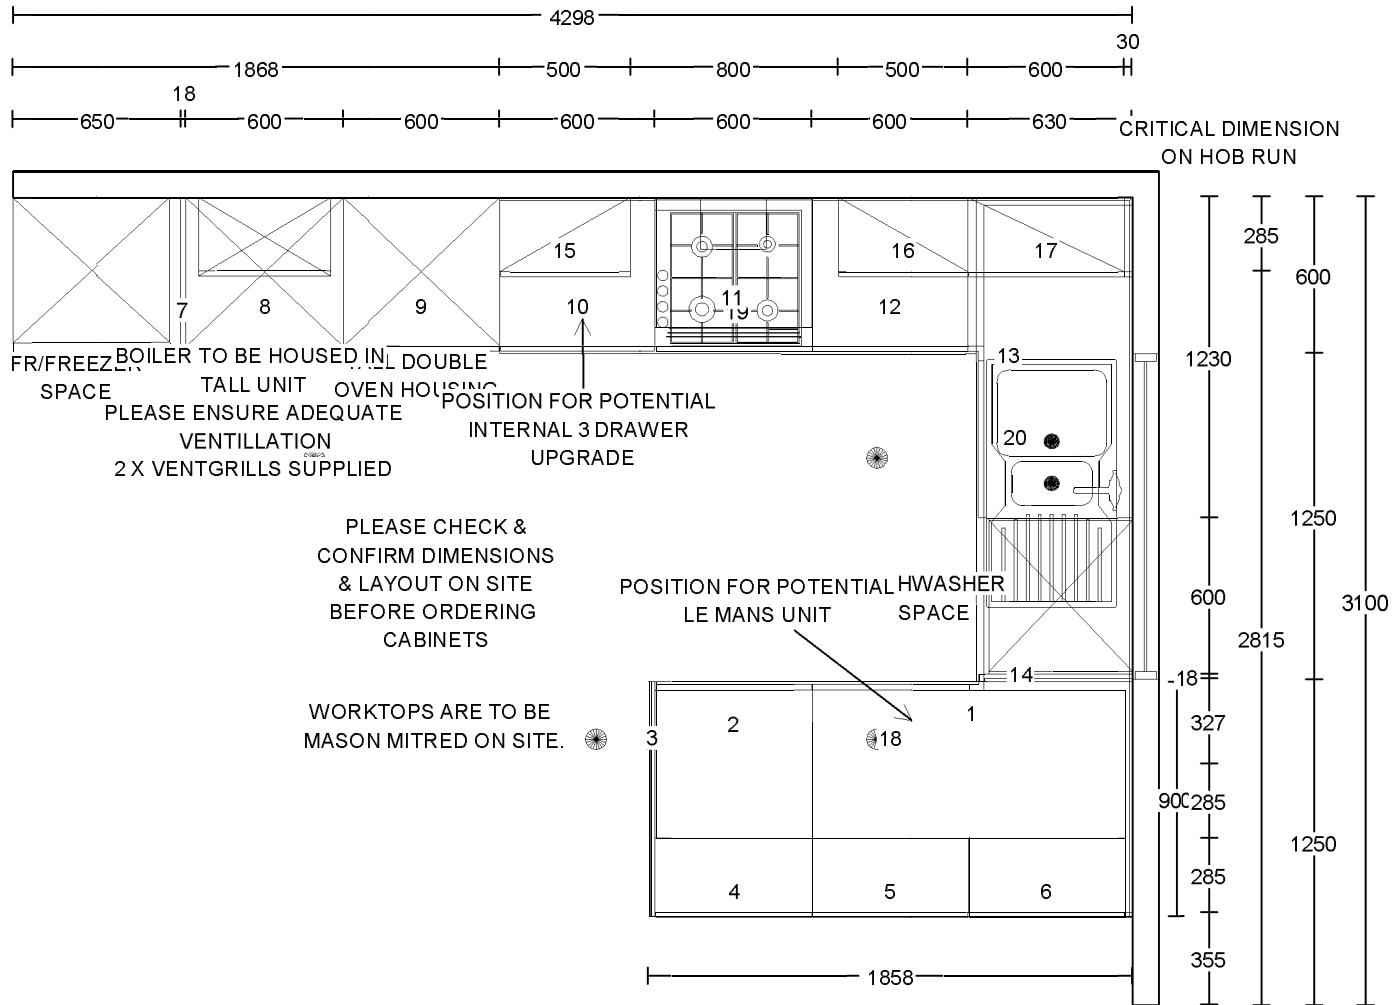 4298
30
1868
500
800
500
600
18
650
600
600
600
600
600
630
CRITICAL DIMENSION
ON HOB RUN
15
16
17
285
600
7
8
9
10
11
19
12
1230
FR/FREEZER
SPACE
BOILER TO BE HOUSED IN
TALL UNIT
PLEASE ENSURE ADEQUATE
VENTILLATION
2 X VENTGRILLS SUPPLIED
DOUBLE
OVEN HOUSING
POSITION FOR POTENTIAL
INTERNAL 3 DRAWER
UPGRADE
13
20
PLEASE CHECK &
CONFIRM DIMENSIONS
& LAYOUT ON SITE
BEFORE ORDERING
CABINETS
1250
POSITION FOR POTENTIAL
LE MANS UNIT
HWASHER
SPACE
600
3100
2815
14
-18
WORKTOPS ARE TO BE
MASON MITRED ON SITE.
3
2
18
1
327
900
285
1250
4
5
6
285
355
1858